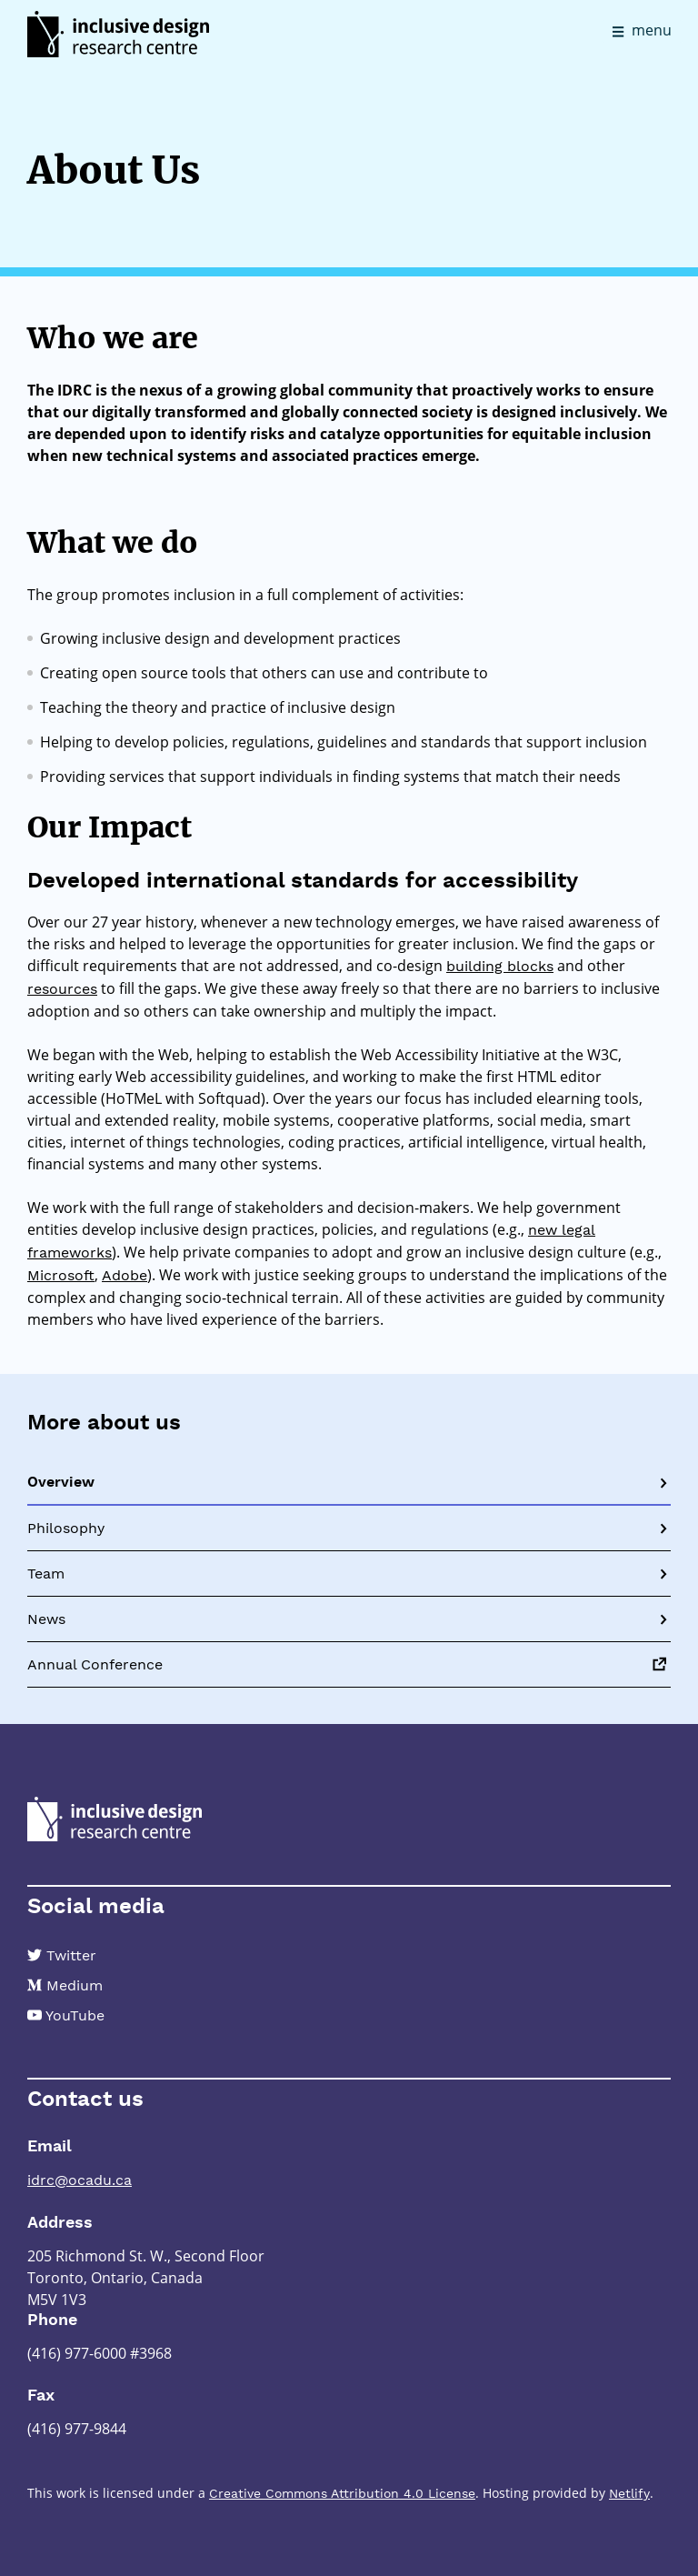 inclusive design
research centre
menu
About Us
Who we are
The IDRC is the nexus of a growing global community that proactively works to ensure
that our digitally transformed and globally connected society is designed inclusively. We
are depended upon to identify risks and catalyze opportunities for equitable inclusion
when new technical systems and associated practices emerge.
What we do
The group promotes inclusion in a full complement of activities:
Growing inclusive design and development practices
Creating open source tools that others can use and contribute to
Teaching the theory and practice of inclusive design
Helping to develop policies, regulations, guidelines and standards that support inclusion
Providing services that support individuals in finding systems that match their needs
Our Impact
Developed international standards for accessibility
Over our 27 year history, whenever a new technology emerges, we have raised awareness of
the risks and helped to leverage the opportunities for greater inclusion. We find the gaps or
difficult requirements that are not addressed, and co-design building blocks and other
resources to fill the gaps. We give these away freely so that there are no barriers to inclusive
adoption and so others can take ownership and multiply the impact.
We began with the Web, helping to establish the Web Accessibility Initiative at the W3C,
writing early Web accessibility guidelines, and working to make the first HTML editor
accessible (HoTMeL with Softquad). Over the years our focus has included elearning tools,
virtual and extended reality, mobile systems, cooperative platforms, social media, smart
cities, internet of things technologies, coding practices, artificial intelligence, virtual health,
financial systems and many other systems.
We work with the full range of stakeholders and decision-makers. We help government
entities develop inclusive design practices, policies, and regulations (e.g., new legal
frameworks). We help private companies to adopt and grow an inclusive design culture (e.g.,
Microsoft, Adobe). We work with justice seeking groups to understand the implications of the
complex and changing socio-technical terrain. All of these activities are guided by community
members who have lived experience of the barriers.
More about us
Overview
Philosophy
Team
News
Annual Conference
inclusive design
research centre
Social media
Twitter
Medium
YouTube
Contact us
Email
idrc@ocadu.ca
Address
205 Richmond St. W., Second Floor
Toronto, Ontario, Canada
M5V 1V3
Phone
(416) 977-6000 #3968
Fax
(416) 977-9844
This work is licensed under a Creative Commons Attribution 4.0 License. Hosting provided by Netlify.